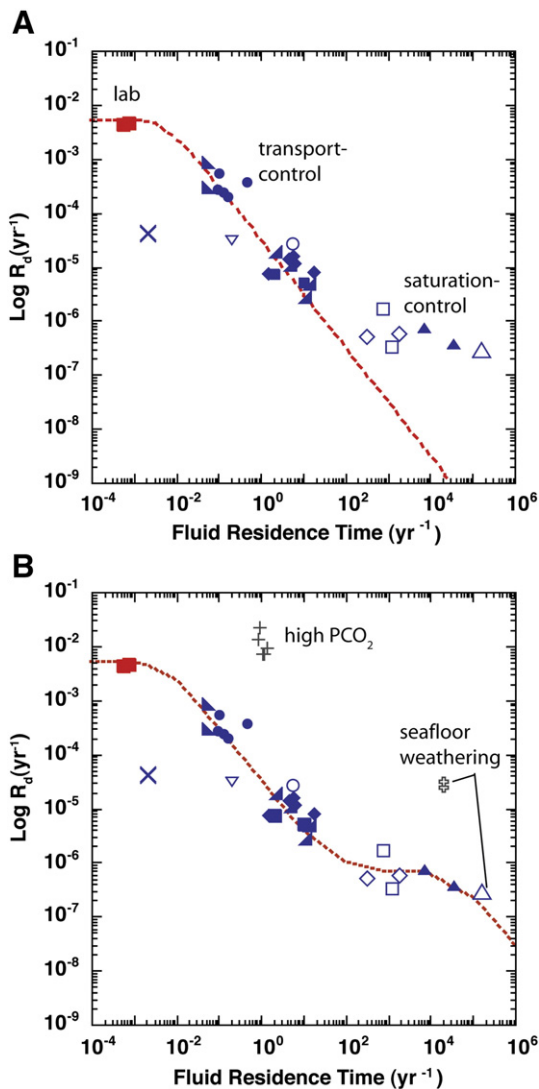 A
10⁻¹
10⁻²
10⁻³
10⁻⁴
10⁻⁵
10⁻⁶
10⁻⁷
10⁻⁸
10⁻⁹
Log R_d(yr⁻¹)
lab
transport-
control
saturation-
control
10⁻⁴
10⁻²
10⁰
10²
10⁴
10⁶
Fluid Residence Time (yr ⁻¹)
B
10⁻¹
10⁻²
10⁻³
10⁻⁴
10⁻⁵
10⁻⁶
10⁻⁷
10⁻⁸
10⁻⁹
Log R_d(yr⁻¹)
high PCO₂
seafloor
weathering
10⁻⁴
10⁻²
10⁰
10²
10⁴
10⁶
Fluid Residence Time (yr ⁻¹)